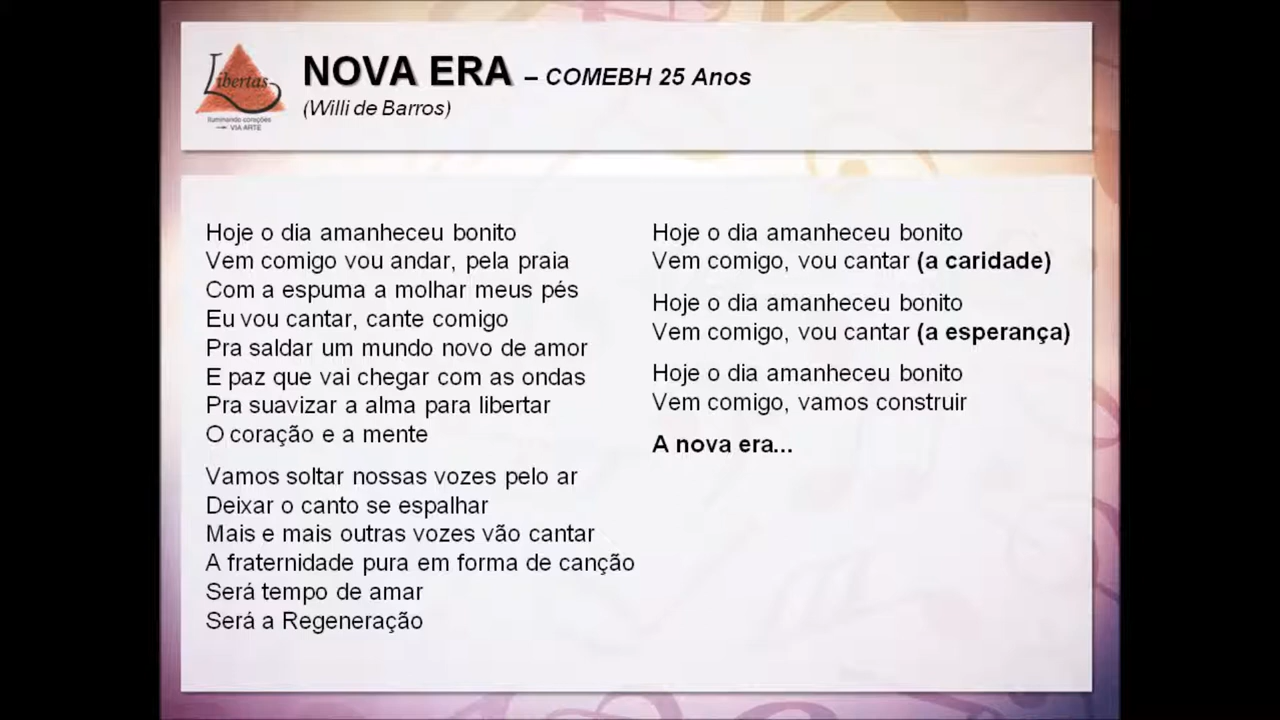 Libertas
Iluminando corações
VIA ARTE
NOVA ERA – COMEBH 25 Anos
(Willi de Barros)
Hoje o dia amanheceu bonito
Vem comigo vou andar, pela praia
Com a espuma a molhar meus pés
Eu vou cantar, cante comigo
Pra saldar um mundo novo de amor
E paz que vai chegar com as ondas
Pra suavizar a alma para libertar
O coração e a mente
Vamos soltar nossas vozes pelo ar
Deixar o canto se espalhar
Mais e mais outras vozes vão cantar
A fraternidade pura em forma de canção
Será tempo de amar
Será a Regeneração
Hoje o dia amanheceu bonito
Vem comigo, vou cantar (a caridade)
Hoje o dia amanheceu bonito
Vem comigo, vou cantar (a esperança)
Hoje o dia amanheceu bonito
Vem comigo, vamos construir
A nova era...